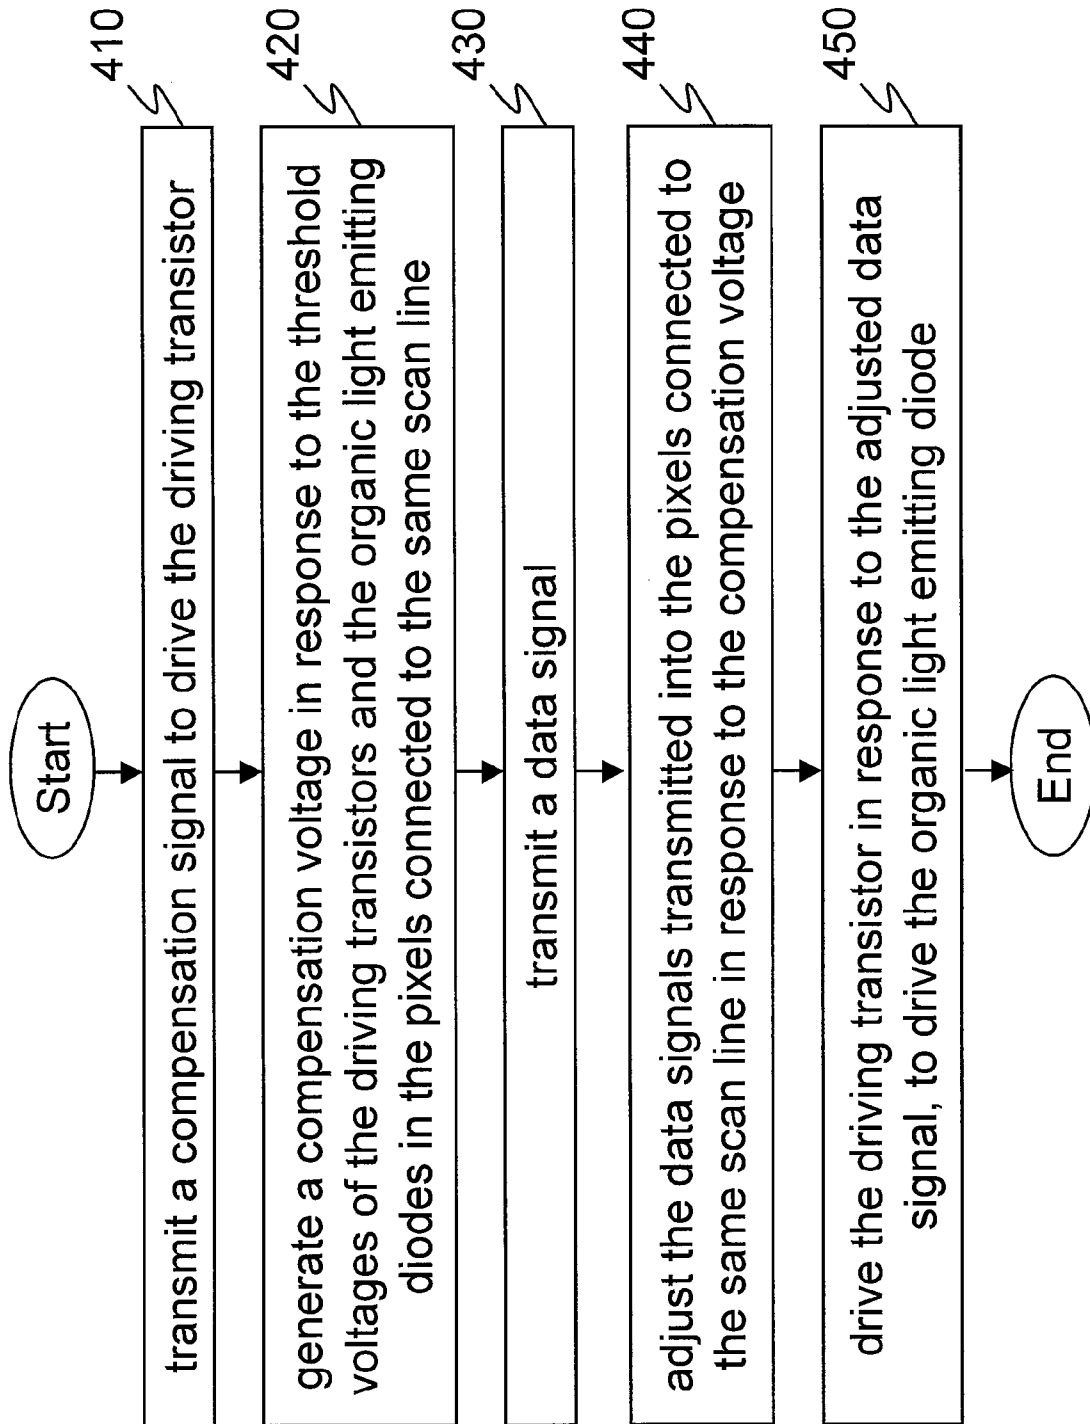 Start
transmit a compensation signal to drive the driving transistor
410
generate a compensation voltage in response to the threshold
voltages of the driving transistors and the organic light emitting
diodes in the pixels connected to the same scan line
420
transmit a data signal
430
adjust the data signals transmitted into the pixels connected to
the same scan line in response to the compensation voltage
440
drive the driving transistor in response to the adjusted data
signal, to drive the organic light emitting diode
450
End